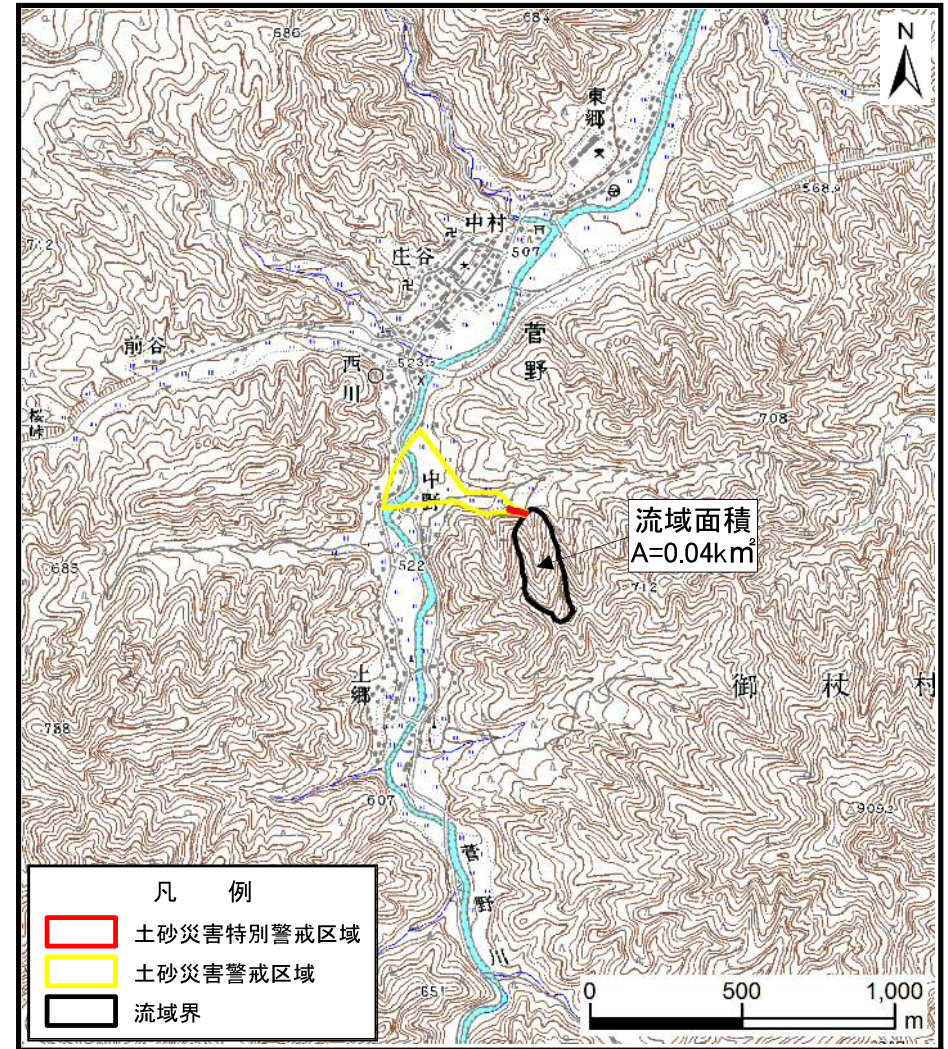 684
686
N
東郷
568
中村
712
庄谷
507
菅野
前谷
523
西川
桜峠
708
中野
流域面積
A=0.04km²
683
522
712
上郷
御杖村
788
607
909.2
菅野川
651
凡 例
土砂災害特別警戒区域
土砂災害警戒区域
流域界
0 500 1,000
m